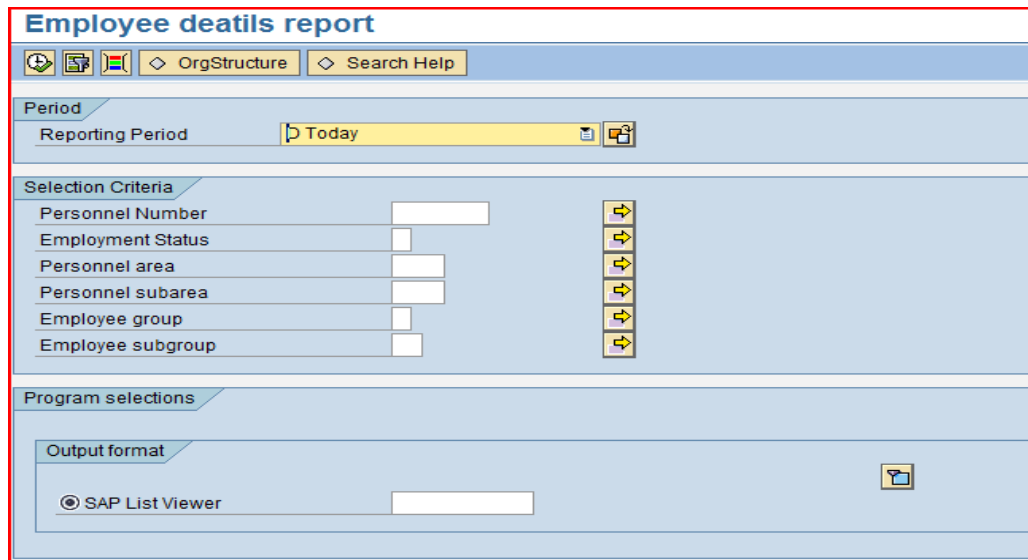 Employee deatils report
OrgStructure Search Help
Period
Reporting Period D Today
Selection Criteria
Personnel Number
Employment Status
Personnel area
Personnel subarea
Employee group
Employee subgroup
Program selections
Output format
SAP List Viewer